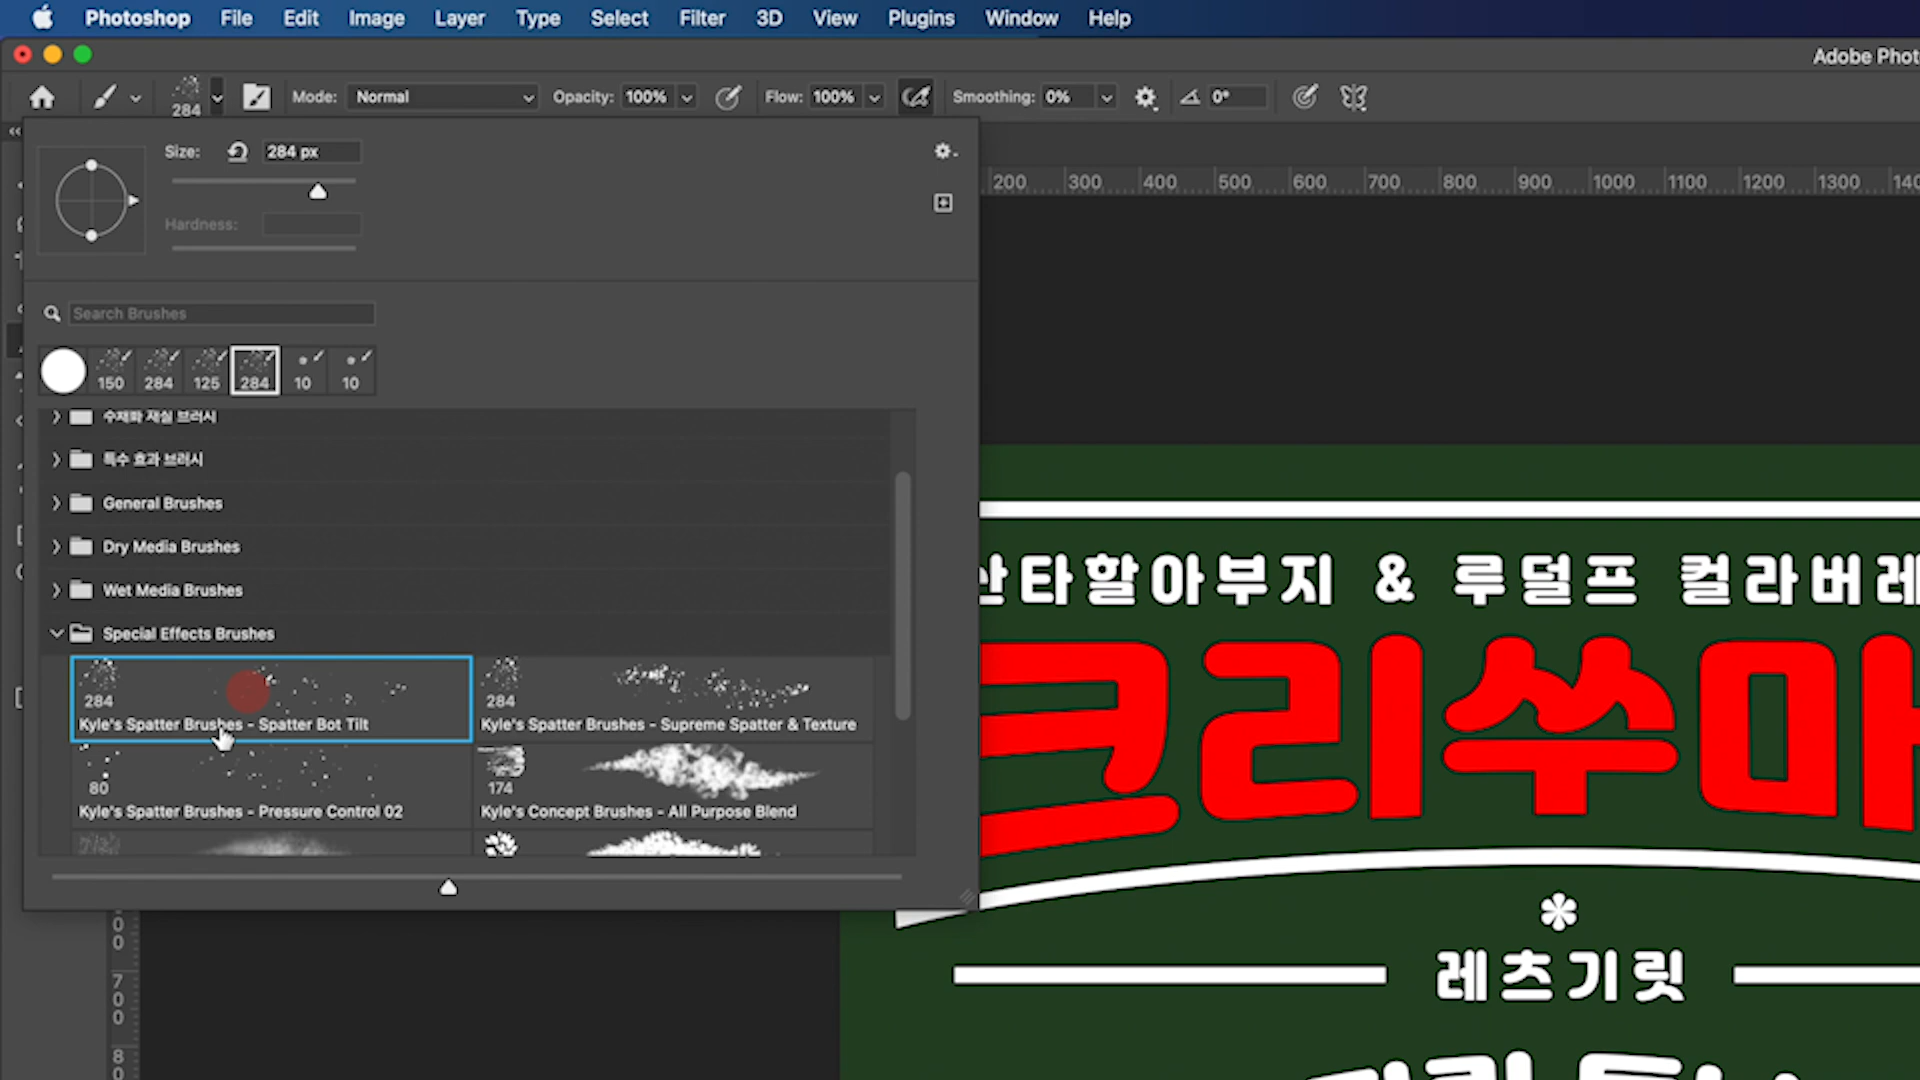 Photoshop File Edit Image Layer Type Select Filter 3D View Plugins Window Help
Adobe Phot
284 Mode: Normal Opacity: 100% Flow: 100% Smoothing: 0% 0°
Size: 284 px
Hardness:
200 300 400 500 600 700 800 900 1000 1100 1200 1300 140
Search Brushes
150 284 125 284 10 10
수채화 재질 브러시
특수 효과 브러시
General Brushes
Dry Media Brushes
Wet Media Brushes
Special Effects Brushes
284
Kyle's Spatter Brushes - Spatter Bot Tilt
284
Kyle's Spatter Brushes - Supreme Spatter & Texture
80
Kyle's Spatter Brushes - Pressure Control 02
174
Kyle's Concept Brushes - All Purpose Blend
산타할아부지 & 루덜프 컬라버레
크리쑤마
레츠기릿
700